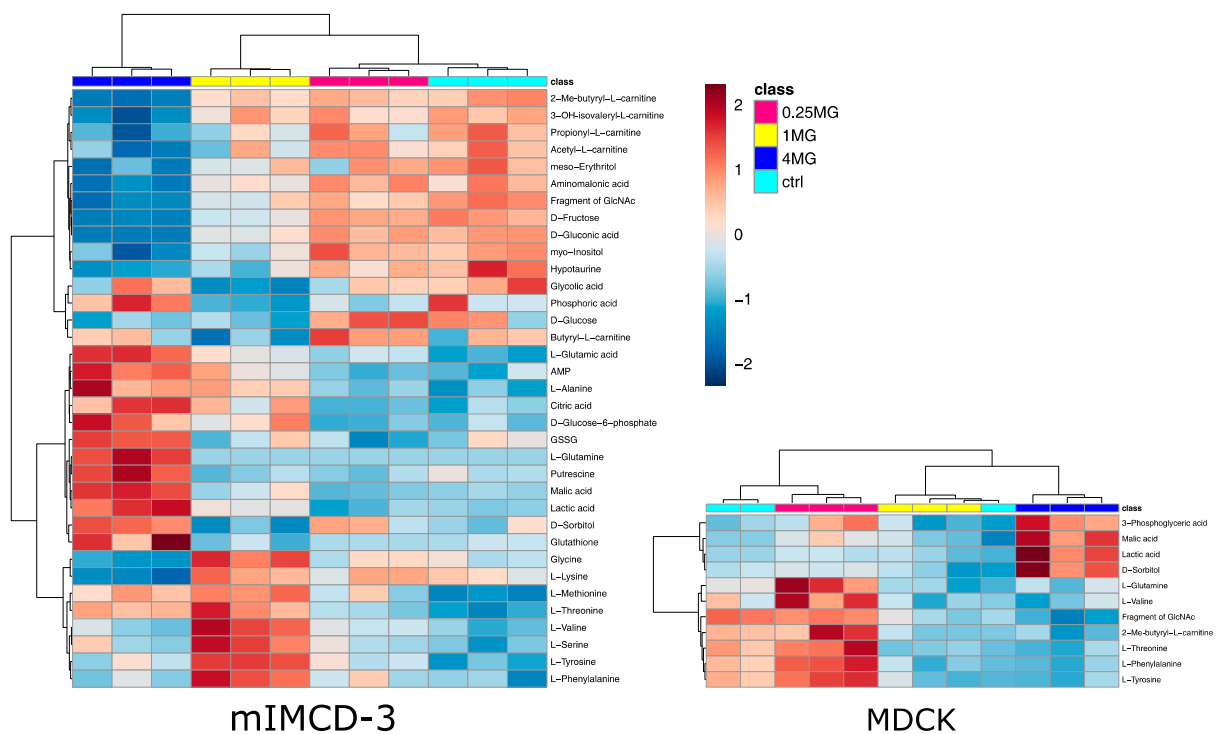 class
2−Me−butyryl−L−carnitine
3−OH−isovaleryl−L−carnitine
Propionyl−L−carnitine
Acetyl−L−carnitine
meso−Erythritol
Aminomalonic acid
Fragment of GlcNAc
D−Fructose
D−Gluconic acid
myo−Inositol
Hypotaurine
Glycolic acid
Phosphoric acid
D−Glucose
Butyryl−L−carnitine
L−Glutamic acid
AMP
L−Alanine
Citric acid
D−Glucose−6−phosphate
GSSG
L−Glutamine
Putrescine
Malic acid
Lactic acid
D−Sorbitol
Glutathione
Glycine
L−Lysine
L−Methionine
L−Threonine
L−Valine
L−Serine
L−Tyrosine
L−Phenylalanine
mIMCD-3
2
1
0
−1
−2
class
0.25MG
1MG
4MG
ctrl
class
3−Phosphoglyceric acid
Malic acid
Lactic acid
D−Sorbitol
L−Glutamine
L−Valine
Fragment of GlcNAc
2−Me−butyryl−L−carnitine
L−Threonine
L−Phenylalanine
L−Tyrosine
MDCK